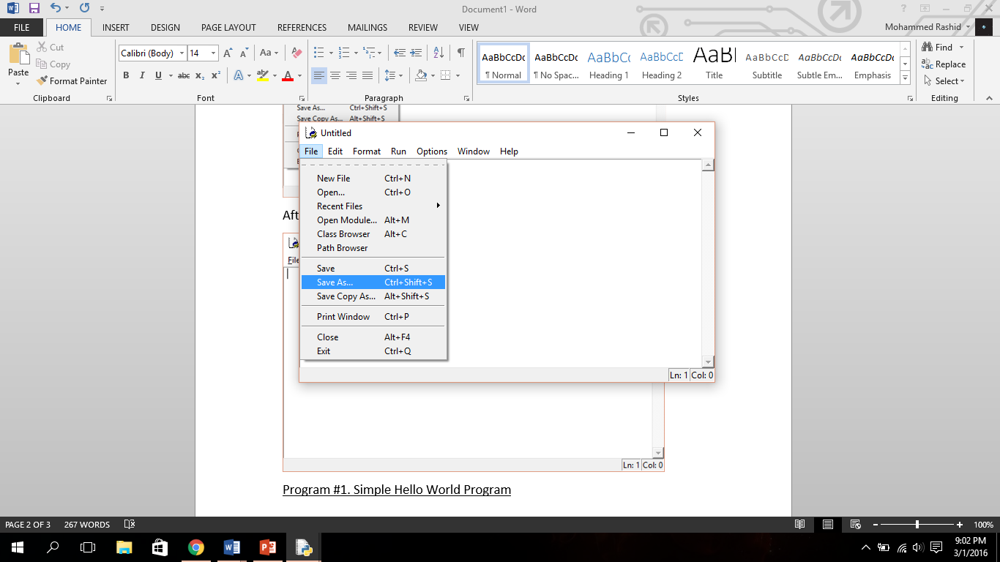 Document1 - Word
FILE HOME INSERT DESIGN PAGE LAYOUT REFERENCES MAILINGS REVIEW VIEW Mohammed Rashid
Paste
Cut
Copy
Format Painter
Clipboard
Calibri (Body) 14
Aa
B I U abc x₂ x² A ab A
Font
Paragraph
AaBbCcDc AaBbCcDc AaBbCc AaBbCcD AaBl AaBbCcD AaBbCcDc AaBbCcDc
¶ Normal ¶ No Spac... Heading 1 Heading 2 Title Subtitle Subtle Em... Emphasis
Styles
Find
Replace
Select
Editing
Save As... Ctrl+Shift+S
Save Copy As... Alt+Shift+S
Untitled
File Edit Format Run Options Window Help
New File Ctrl+N
Open... Ctrl+O
Recent Files
Open Module... Alt+M
Class Browser Alt+C
Path Browser
Save Ctrl+S
Save As... Ctrl+Shift+S
Save Copy As... Alt+Shift+S
Print Window Ctrl+P
Close Alt+F4
Exit Ctrl+Q
Ln: 1 Col: 0
Aft
File
Ln: 1 Col: 0
Program #1. Simple Hello World Program
PAGE 2 OF 3 267 WORDS 100%
9:02 PM
3/1/2016